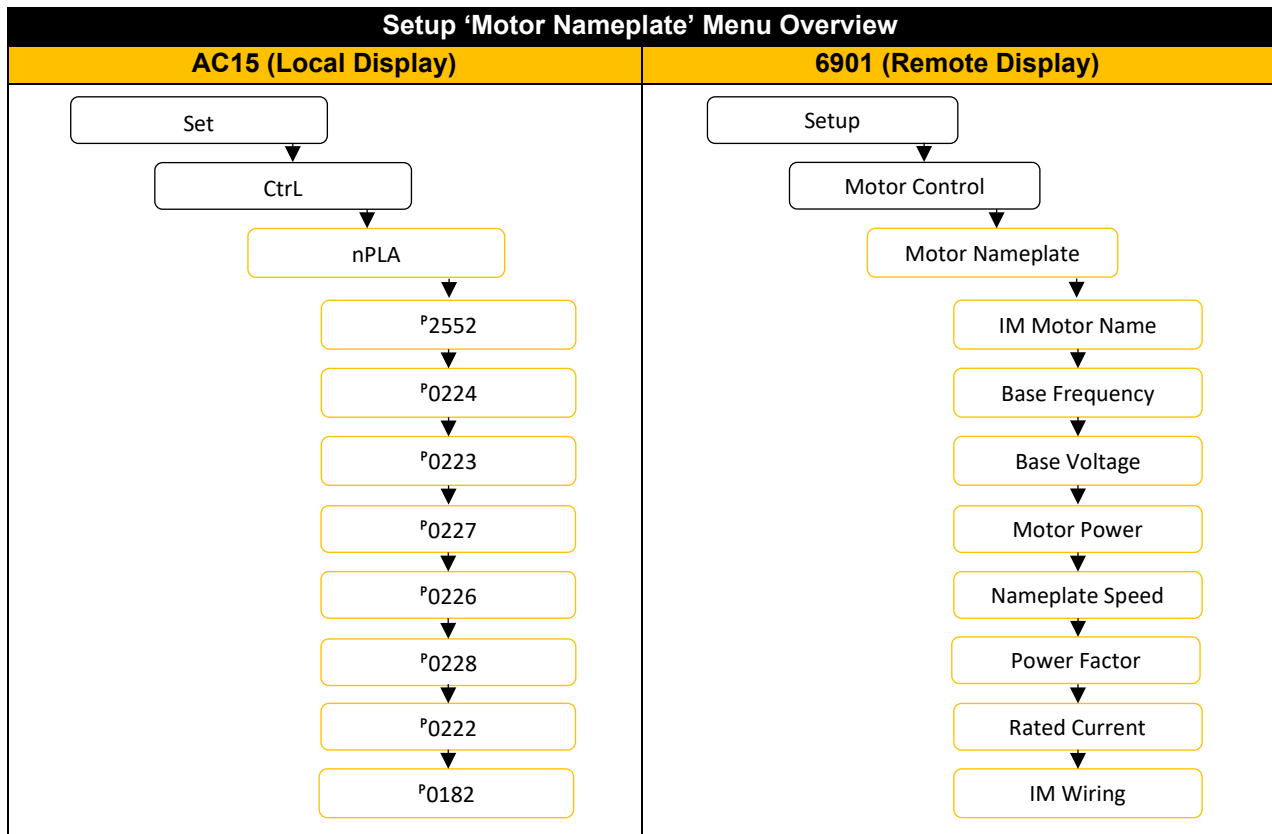 Setup ‘Motor Nameplate’ Menu Overview
AC15 (Local Display)
6901 (Remote Display)
Set
CtrL
nPLA
ᴾ2552
ᴾ0224
ᴾ0223
ᴾ0227
ᴾ0226
ᴾ0228
ᴾ0222
ᴾ0182
Setup
Motor Control
Motor Nameplate
IM Motor Name
Base Frequency
Base Voltage
Motor Power
Nameplate Speed
Power Factor
Rated Current
IM Wiring